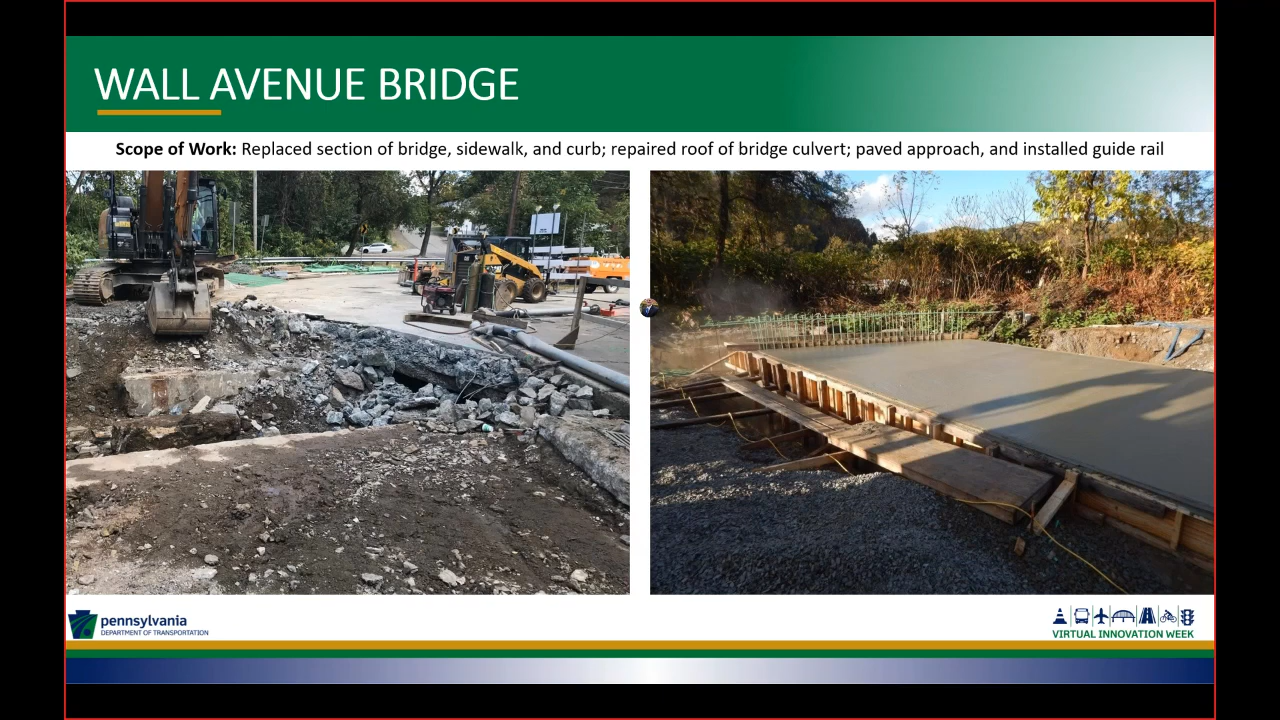 WALL AVENUE BRIDGE
Scope of Work: Replaced section of bridge, sidewalk, and curb; repaired roof of bridge culvert; paved approach, and installed guide rail
pennsylvania
DEPARTMENT OF TRANSPORTATION
VIRTUAL INNOVATION WEEK